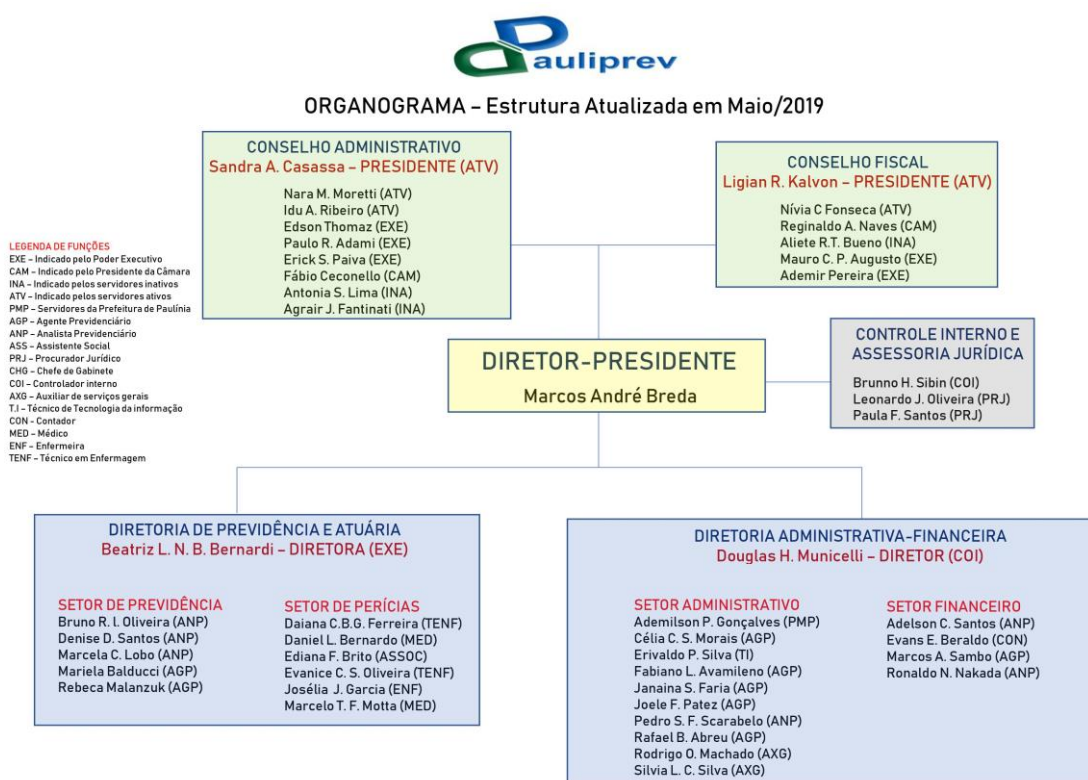 Pauliprev
ORGANOGRAMA – Estrutura Atualizada em Maio/2019
CONSELHO ADMINISTRATIVO
Sandra A. Casassa – PRESIDENTE (ATV)
Nara M. Moretti (ATV)
Idu A. Ribeiro (ATV)
Edson Thomaz (EXE)
Paulo R. Adami (EXE)
Erick S. Paiva (EXE)
Fábio Ceconello (CAM)
Antonia S. Lima (INA)
Agrair J. Fantinati (INA)
CONSELHO FISCAL
Ligian R. Kalvon – PRESIDENTE (ATV)
Nívia C Fonseca (ATV)
Reginaldo A. Naves (CAM)
Aliete R.T. Bueno (INA)
Mauro C. P. Augusto (EXE)
Ademir Pereira (EXE)
LEGENDA DE FUNÇÕES
EXE – Indicado pelo Poder Executivo
CAM – Indicado pelo Presidente da Câmara
INA – Indicado pelos servidores inativos
ATV – Indicado pelos servidores ativos
PMP – Servidores da Prefeitura de Paulínia
AGP – Agente Previdenciário
ANP – Analista Previdenciário
ASS – Assistente Social
PRJ – Procurador Jurídico
CHG – Chefe de Gabinete
COI – Controlador interno
AXG – Auxiliar de serviços gerais
T.I – Técnico de Tecnologia da informação
CON - Contador
MED – Médico
ENF – Enfermeira
TENF – Técnico em Enfermagem
DIRETOR-PRESIDENTE
Marcos André Breda
CONTROLE INTERNO E
ASSESSORIA JURÍDICA
Brunno H. Sibin (COI)
Leonardo J. Oliveira (PRJ)
Paula F. Santos (PRJ)
DIRETORIA DE PREVIDÊNCIA E ATUÁRIA
Beatriz L. N. B. Bernardi – DIRETORA (EXE)
SETOR DE PREVIDÊNCIA
Bruno R. I. Oliveira (ANP)
Denise D. Santos (ANP)
Marcela C. Lobo (ANP)
Mariela Balducci (AGP)
Rebeca Malanzuk (AGP)
SETOR DE PERÍCIAS
Daiana C.B.G. Ferreira (TENF)
Daniel L. Bernardo (MED)
Ediana F. Brito (ASSOC)
Evanice C. S. Oliveira (TENF)
Josélia J. Garcia (ENF)
Marcelo T. F. Motta (MED)
DIRETORIA ADMINISTRATIVA-FINANCEIRA
Douglas H. Municelli – DIRETOR (COI)
SETOR ADMINISTRATIVO
Ademilson P. Gonçalves (PMP)
Célia C. S. Morais (AGP)
Erivaldo P. Silva (TI)
Fabiano L. Avamileno (AGP)
Janaina S. Faria (AGP)
Joele F. Patez (AGP)
Pedro S. F. Scarabelo (ANP)
Rafael B. Abreu (AGP)
Rodrigo O. Machado (AXG)
Silvia L. C. Silva (AXG)
SETOR FINANCEIRO
Adelson C. Santos (ANP)
Evans E. Beraldo (CON)
Marcos A. Sambo (AGP)
Ronaldo N. Nakada (ANP)